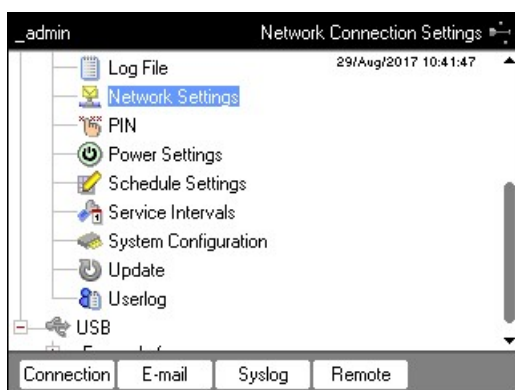 _admin Network Connection Settings
29/Aug/2017 10:41:47
Log File
Network Settings
PIN
Power Settings
Schedule Settings
Service Intervals
System Configuration
Update
Userlog
USB
Connection E-mail Syslog Remote